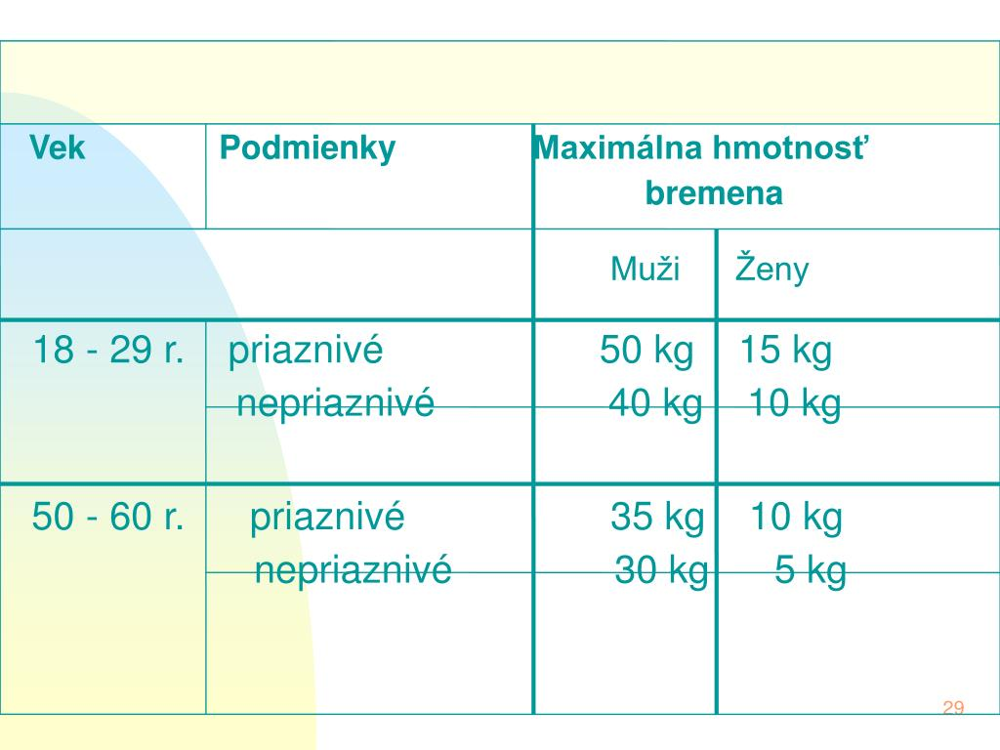 Vek Podmienky Maximálna hmotnosť
bremena
Muži Ženy
18 - 29 r. priaznivé 50 kg 15 kg
nepriaznivé 40 kg 10 kg
50 - 60 r. priaznivé 35 kg 10 kg
nepriaznivé 30 kg 5 kg
29